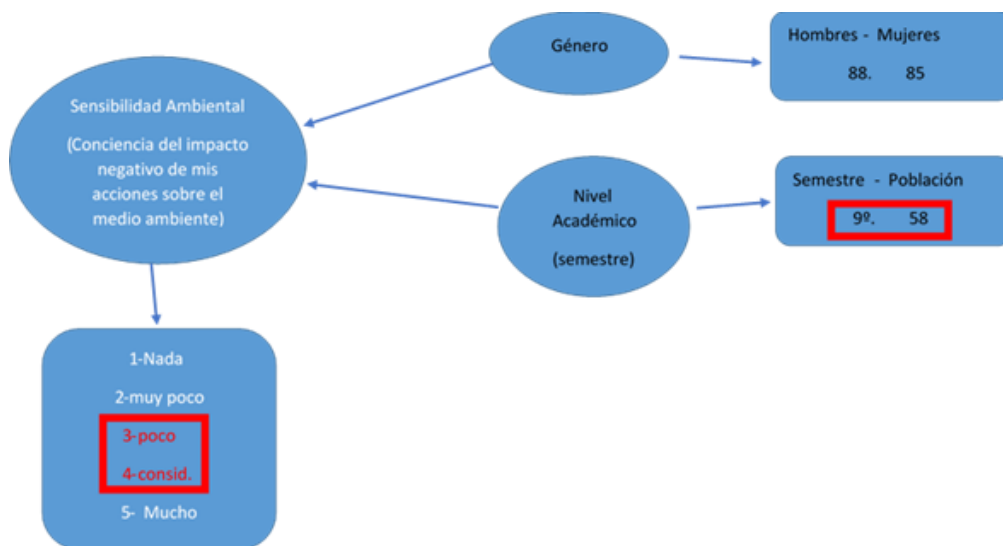 Género
Hombres - Mujeres
88. 85
Sensibilidad Ambiental
(Conciencia del impacto
negativo de mis
acciones sobre el
medio ambiente)
Nivel
Académico
(semestre)
Semestre - Población
9º. 58
1-Nada
2-muy poco
3-poco
4-consid.
5- Mucho